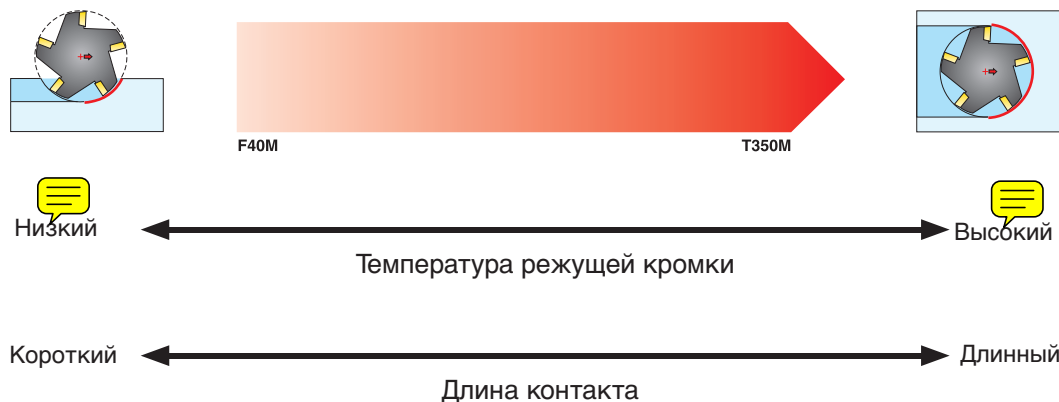 F40M
T350M
Низкий
Высокий
Температура режущей кромки
Короткий
Длинный
Длина контакта